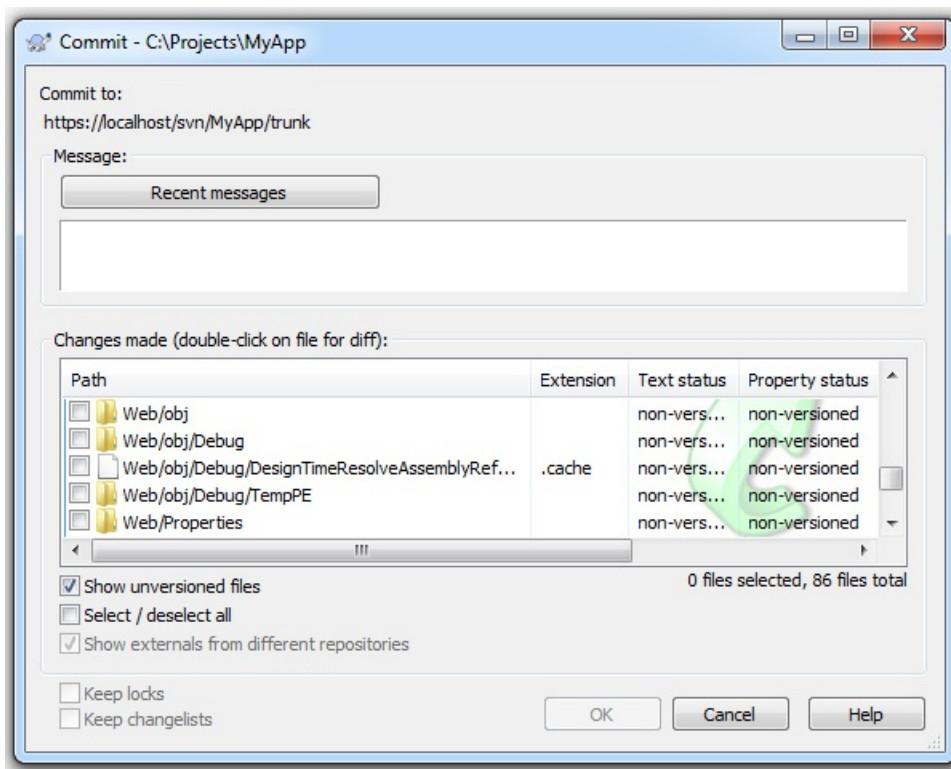 Commit - C:\Projects\MyApp
Commit to:
https://localhost/svn/MyApp/trunk
Message:
Recent messages
Changes made (double-click on file for diff):
Path Extension Text status Property status
Web/obj non-vers... non-versioned
Web/obj/Debug non-vers... non-versioned
Web/obj/Debug/DesignTimeResolveAssemblyRef... .cache non-vers... non-versioned
Web/obj/Debug/TempPE non-vers... non-versioned
Web/Properties non-vers... non-versioned
Show unversioned files 0 files selected, 86 files total
Select / deselect all
Show externals from different repositories
Keep locks
Keep changelists OK Cancel Help